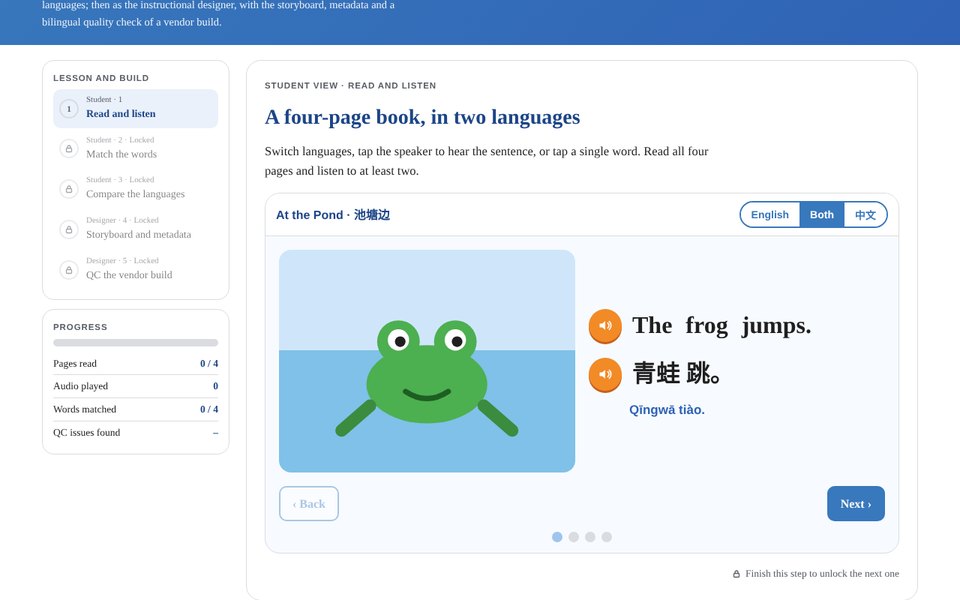 languages; then as the instructional designer, with the storyboard, metadata and a
bilingual quality check of a vendor build.
LESSON AND BUILD
1
Student · 1
Read and listen
Student · 2 · Locked
Match the words
Student · 3 · Locked
Compare the languages
Designer · 4 · Locked
Storyboard and metadata
Designer · 5 · Locked
QC the vendor build
PROGRESS
Pages read 0 / 4
Audio played 0
Words matched 0 / 4
QC issues found –
STUDENT VIEW · READ AND LISTEN
A four-page book, in two languages
Switch languages, tap the speaker to hear the sentence, or tap a single word. Read all four
pages and listen to at least two.
At the Pond · 池塘边
English Both 中文
The frog jumps.
青蛙 跳。
Qīngwā tiào.
‹ Back
Next ›
Finish this step to unlock the next one